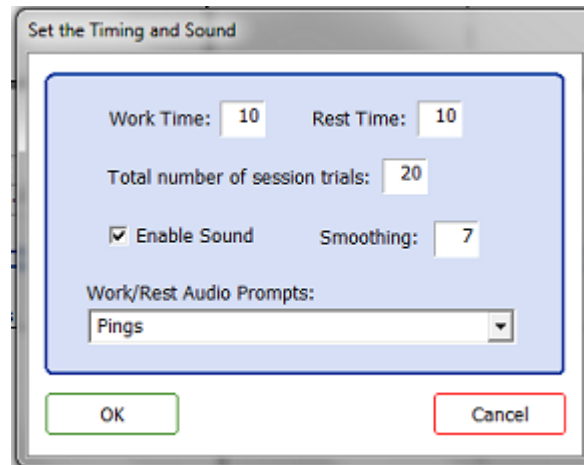 Set the Timing and Sound
Work Time: 10 Rest Time: 10
Total number of session trials: 20
Enable Sound Smoothing: 7
Work/Rest Audio Prompts:
Pings
OK Cancel